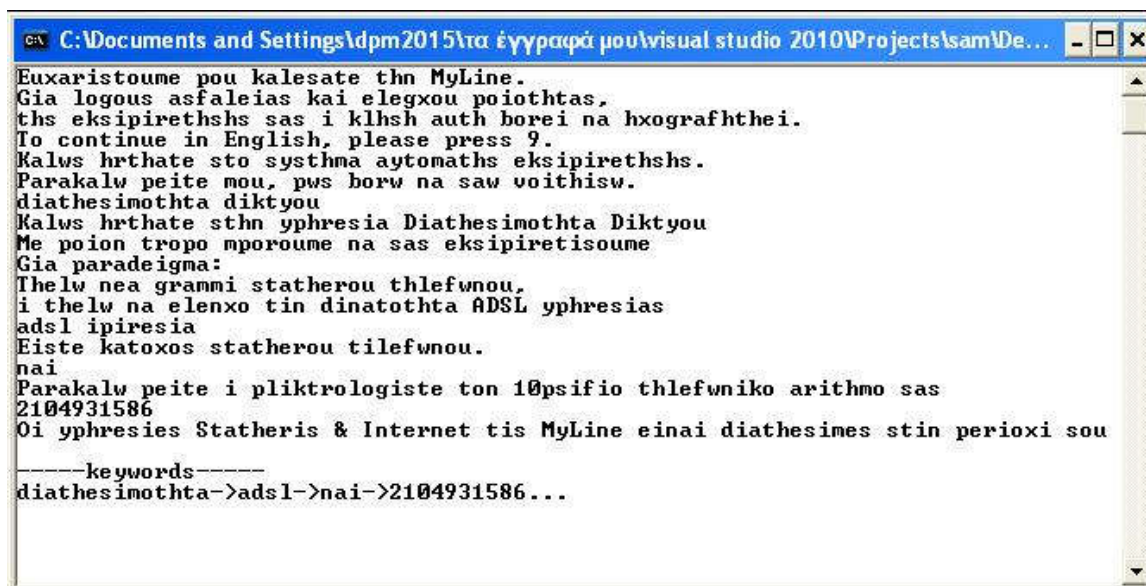 C:\Documents and Settings\dpm2015\τα έγγραφά μου\visual studio 2010\Projects\sam\De...
Euxaristoume pou kalesate thn MyLine.
Gia logous asfaleias kai elegxou poiothtas,
ths eksipirethshs sas i klhsh auth borei na hxografhthei.
To continue in English, please press 9.
Kalws hrthate sto systhma aytomaths eksipirethshs.
Parakalw peite mou, pws borw na saw voithisw.
diathesimothta diktyou
Kalws hrthate sthn yphresia Diathesimothta Diktyou
Me poion tropo mporoume na sas eksipiretisoume
Gia paradeigma:
Thelw nea grammi statherou thlefwnou,
i thelw na elenxo tin dinatothta ADSL yphresias
adsl ipiresia
Eiste katoxos statherou tilefwnou.
nai
Parakalw peite i pliktrologiste ton 10psifio thlefwniko arithmo sas
2104931586
Oi yphresies Statheris & Internet tis MyLine einai diathesimes stin perioxi sou
-----keywords-----
diathesimothta->adsl->nai->2104931586...